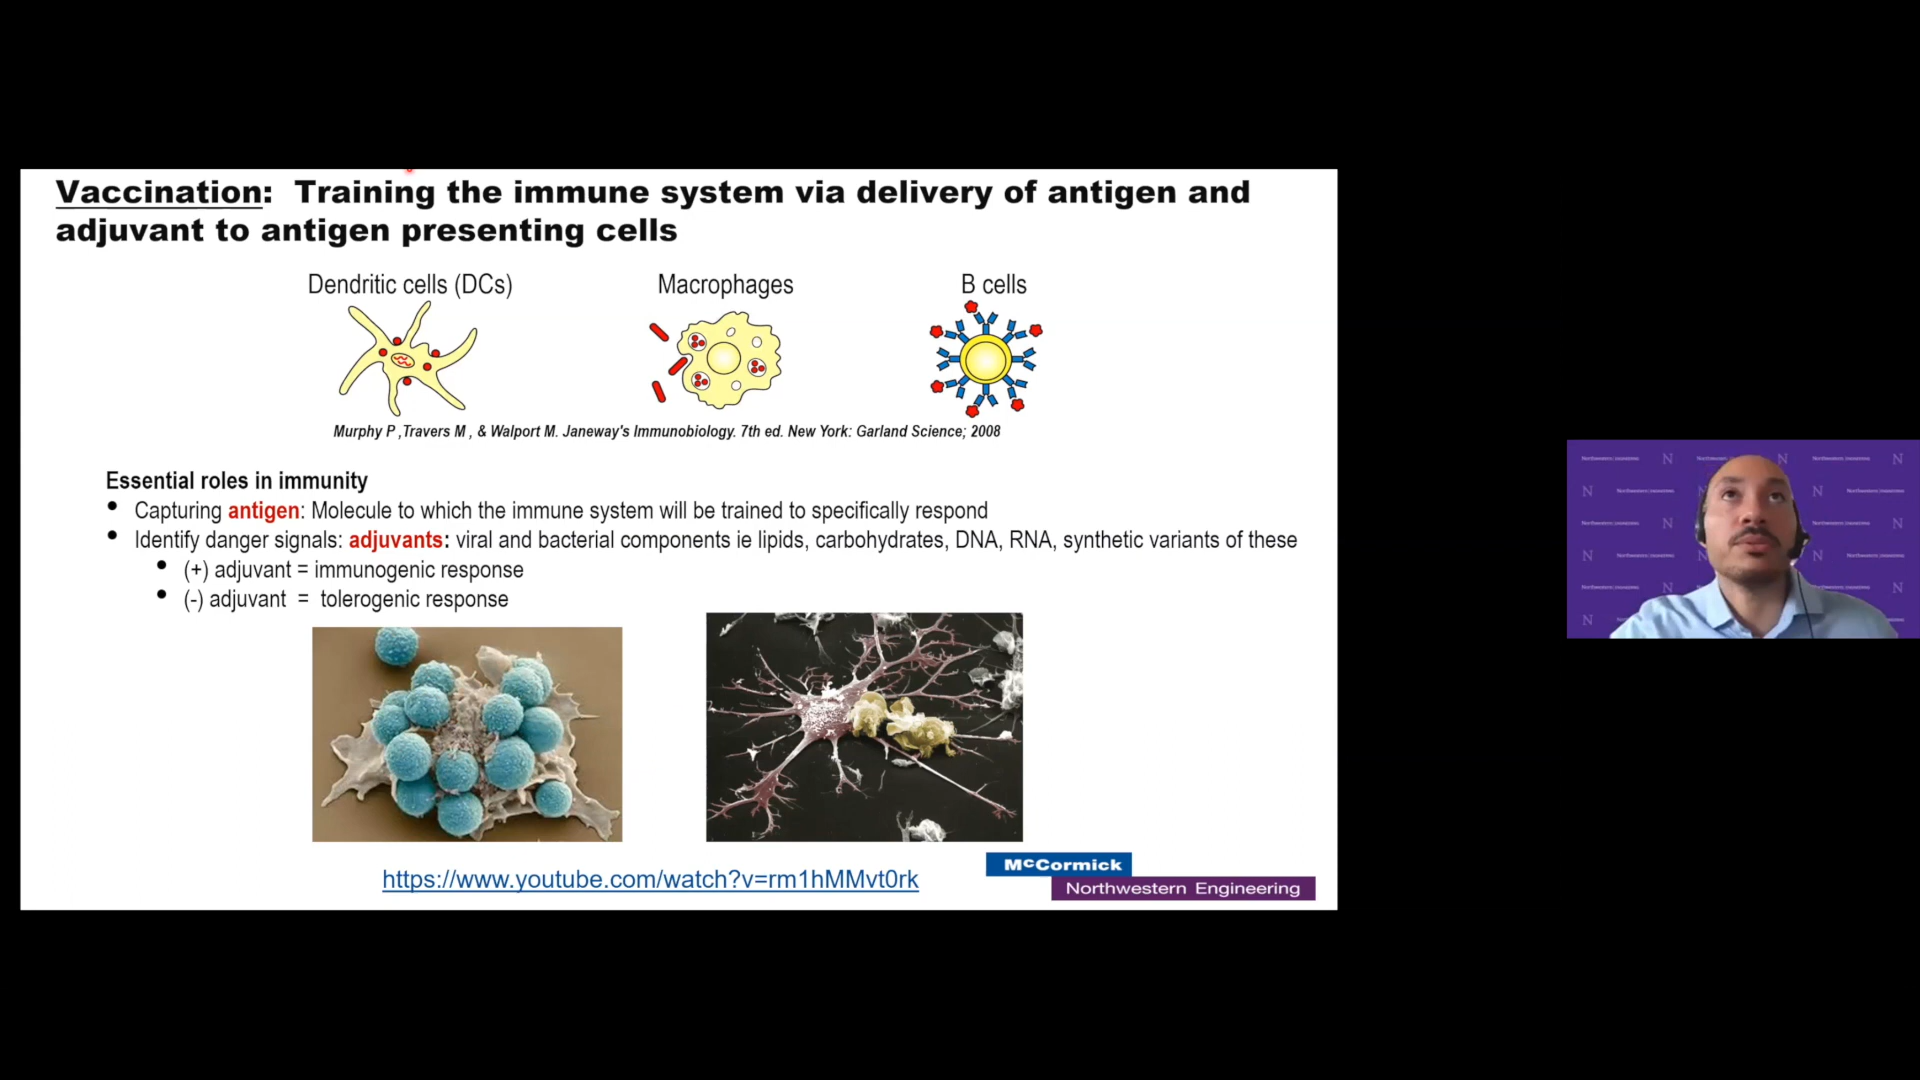 Vaccination: Training the immune system via delivery of antigen and
adjuvant to antigen presenting cells
Dendritic cells (DCs)
Macrophages
B cells
Murphy P ,Travers M , & Walport M. Janeway's Immunobiology. 7th ed. New York: Garland Science; 2008
Essential roles in immunity
• Capturing antigen: Molecule to which the immune system will be trained to specifically respond
• Identify danger signals: adjuvants: viral and bacterial components ie lipids, carbohydrates, DNA, RNA, synthetic variants of these
• (+) adjuvant = immunogenic response
• (-) adjuvant = tolerogenic response
https://www.youtube.com/watch?v=rm1hMMvt0rk
McCormick
Northwestern Engineering